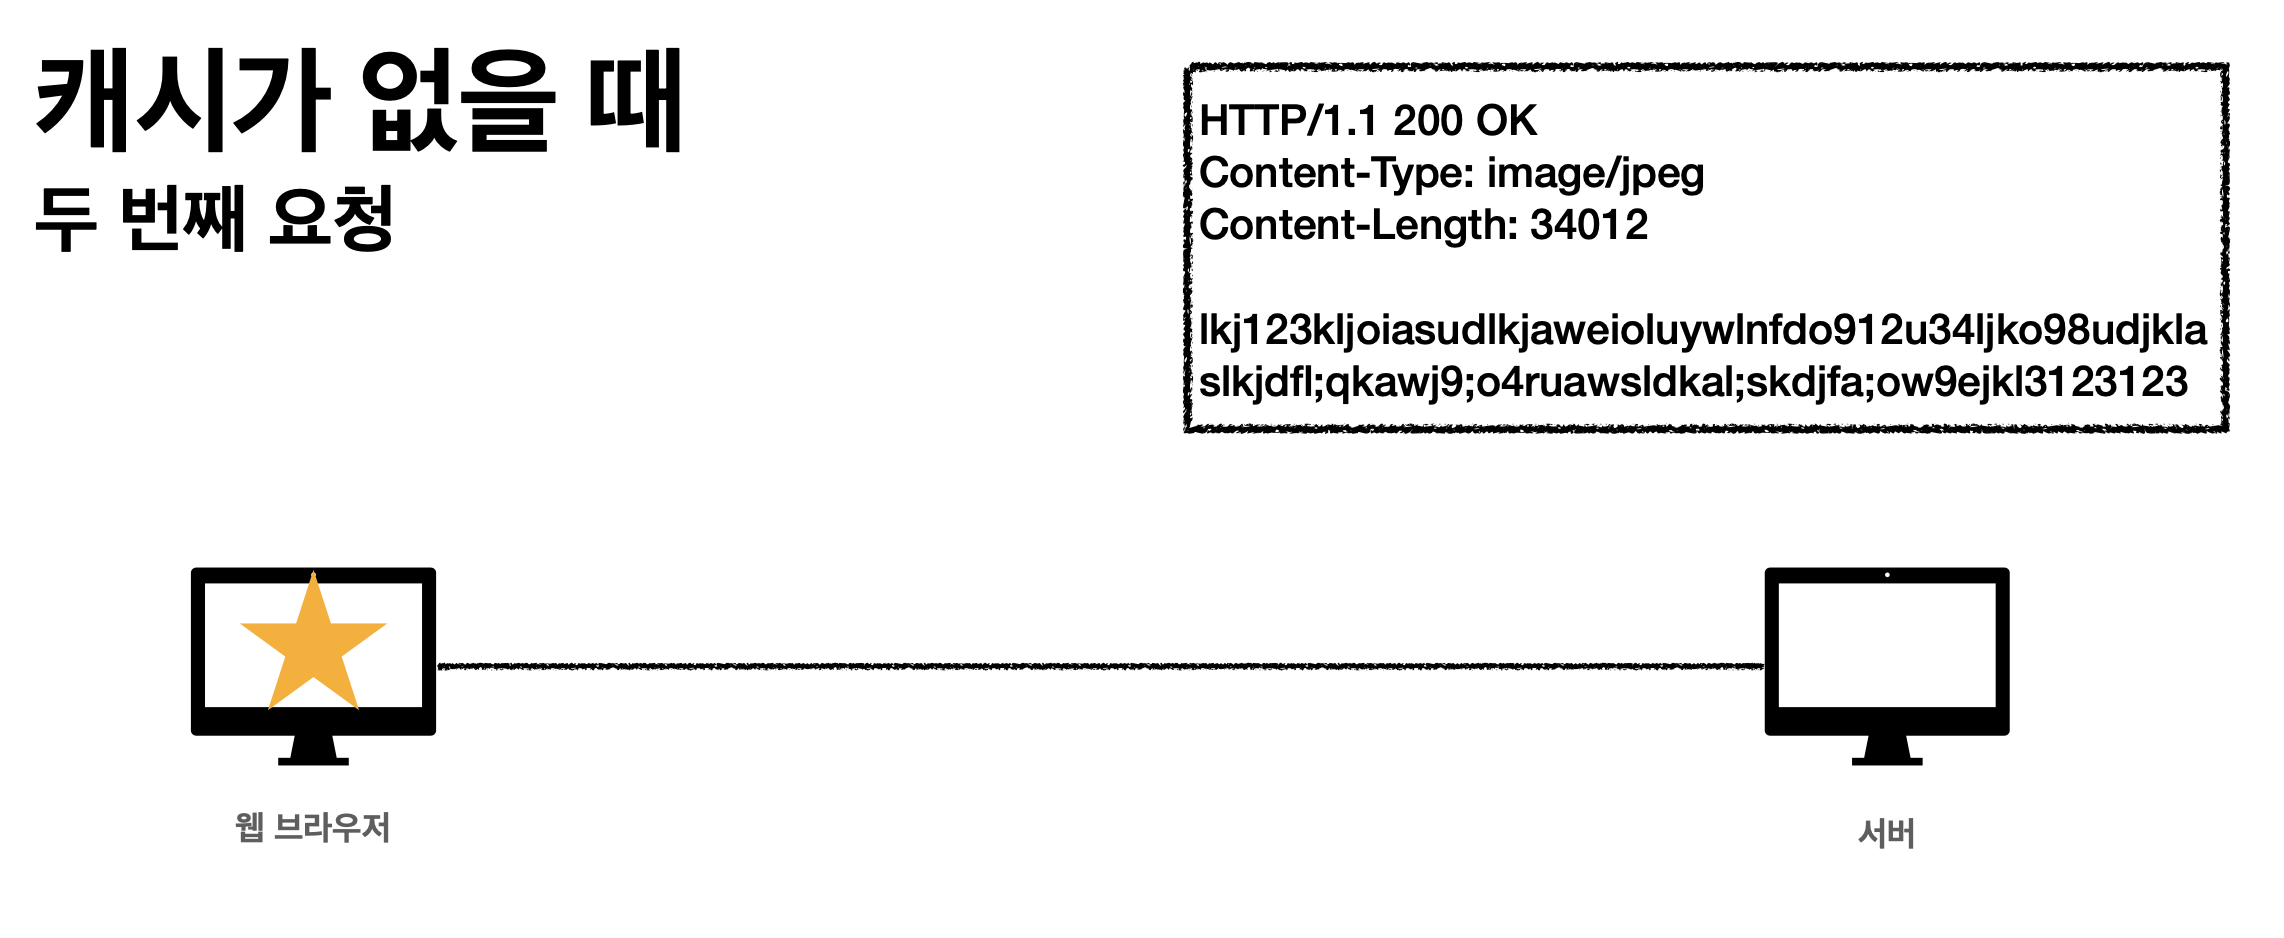 캐시가 없을 때
두 번째 요청
HTTP/1.1 200 OK
Content-Type: image/jpeg
Content-Length: 34012
lkj123kljoiasudlkjaweioluywlnfdo912u34ljko98udjkla
slkjdfl;qkawj9;o4ruawsldkal;skdjfa;ow9ejkl3123123
웹 브라우저
서버